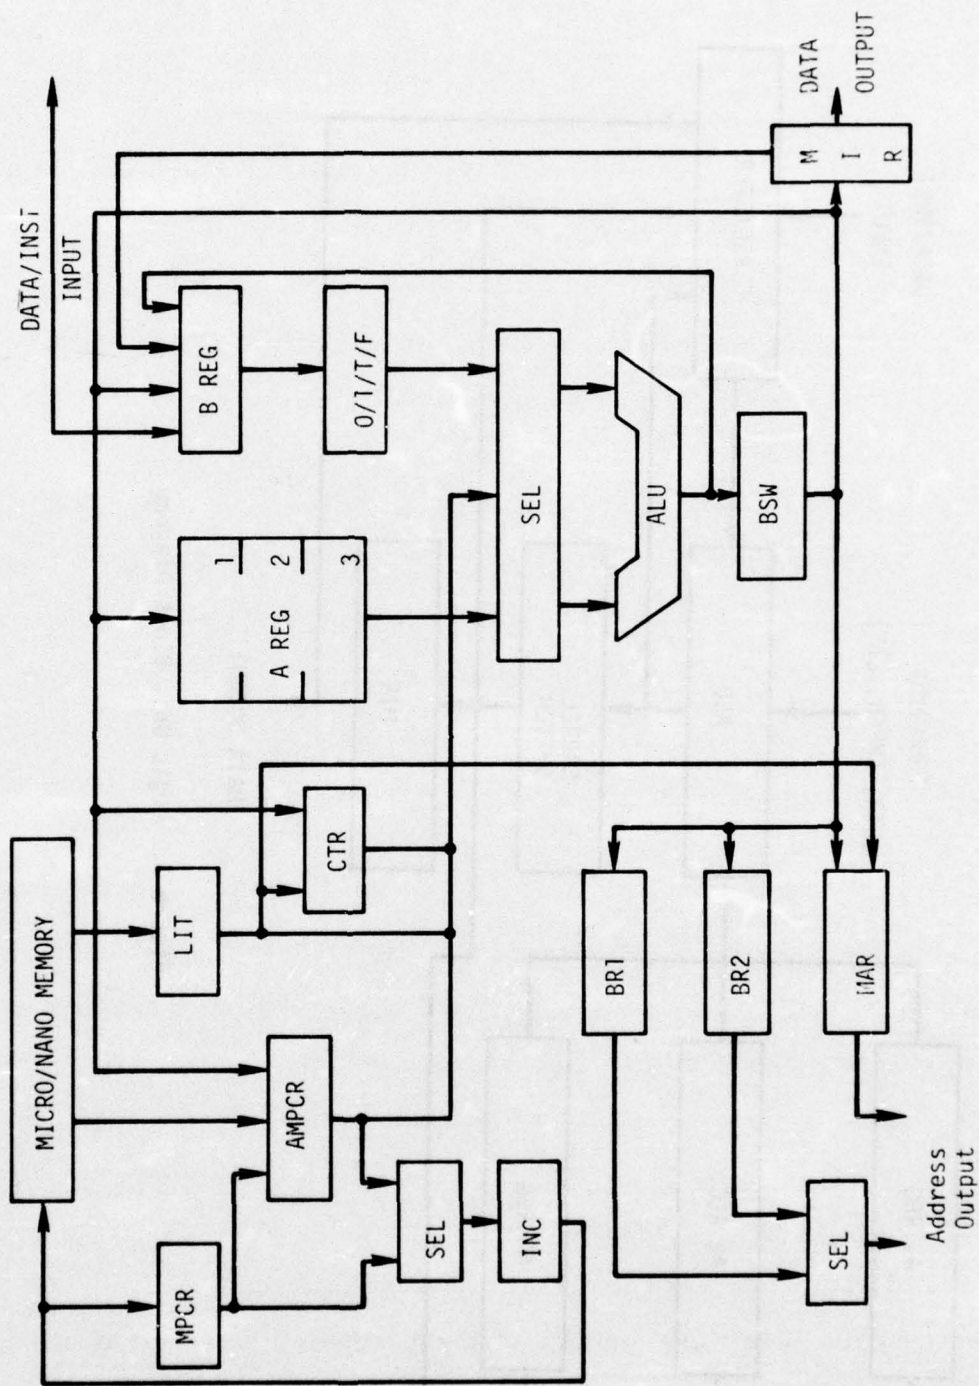 DATA/INST
INPUT
MICRO/NANO MEMORY
MPCR
AMPCR
LIT
CTR
A REG
1
2
3
B REG
0/1/T/F
SEL
INC
SEL
ALU
BSW
BR1
BR2
MAR
SEL
Address
Output
M
I
R
DATA
OUTPUT